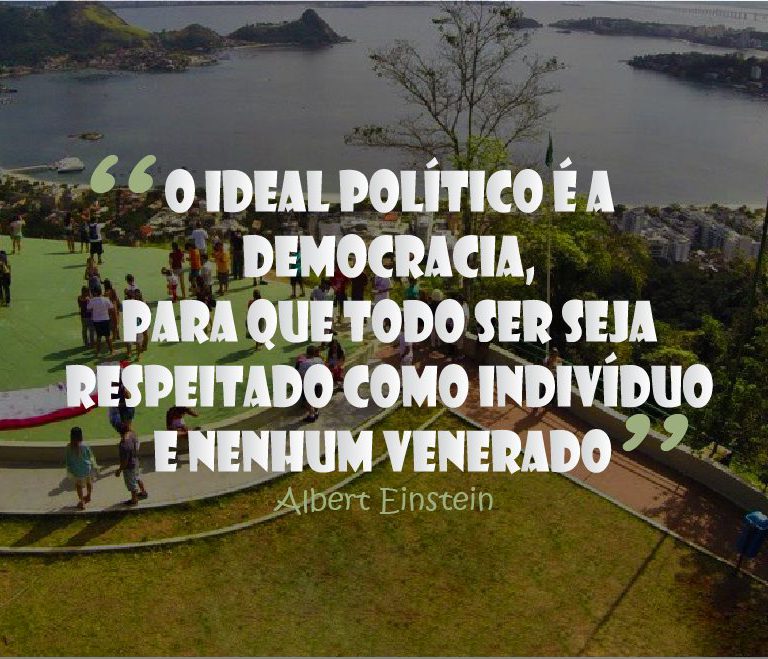 “ O IDEAL POLÍTICO É A
DEMOCRACIA,
PARA QUE TODO SER SEJA
RESPEITADO COMO INDIVÍDUO
E NENHUM VENERADO ”
Albert Einstein